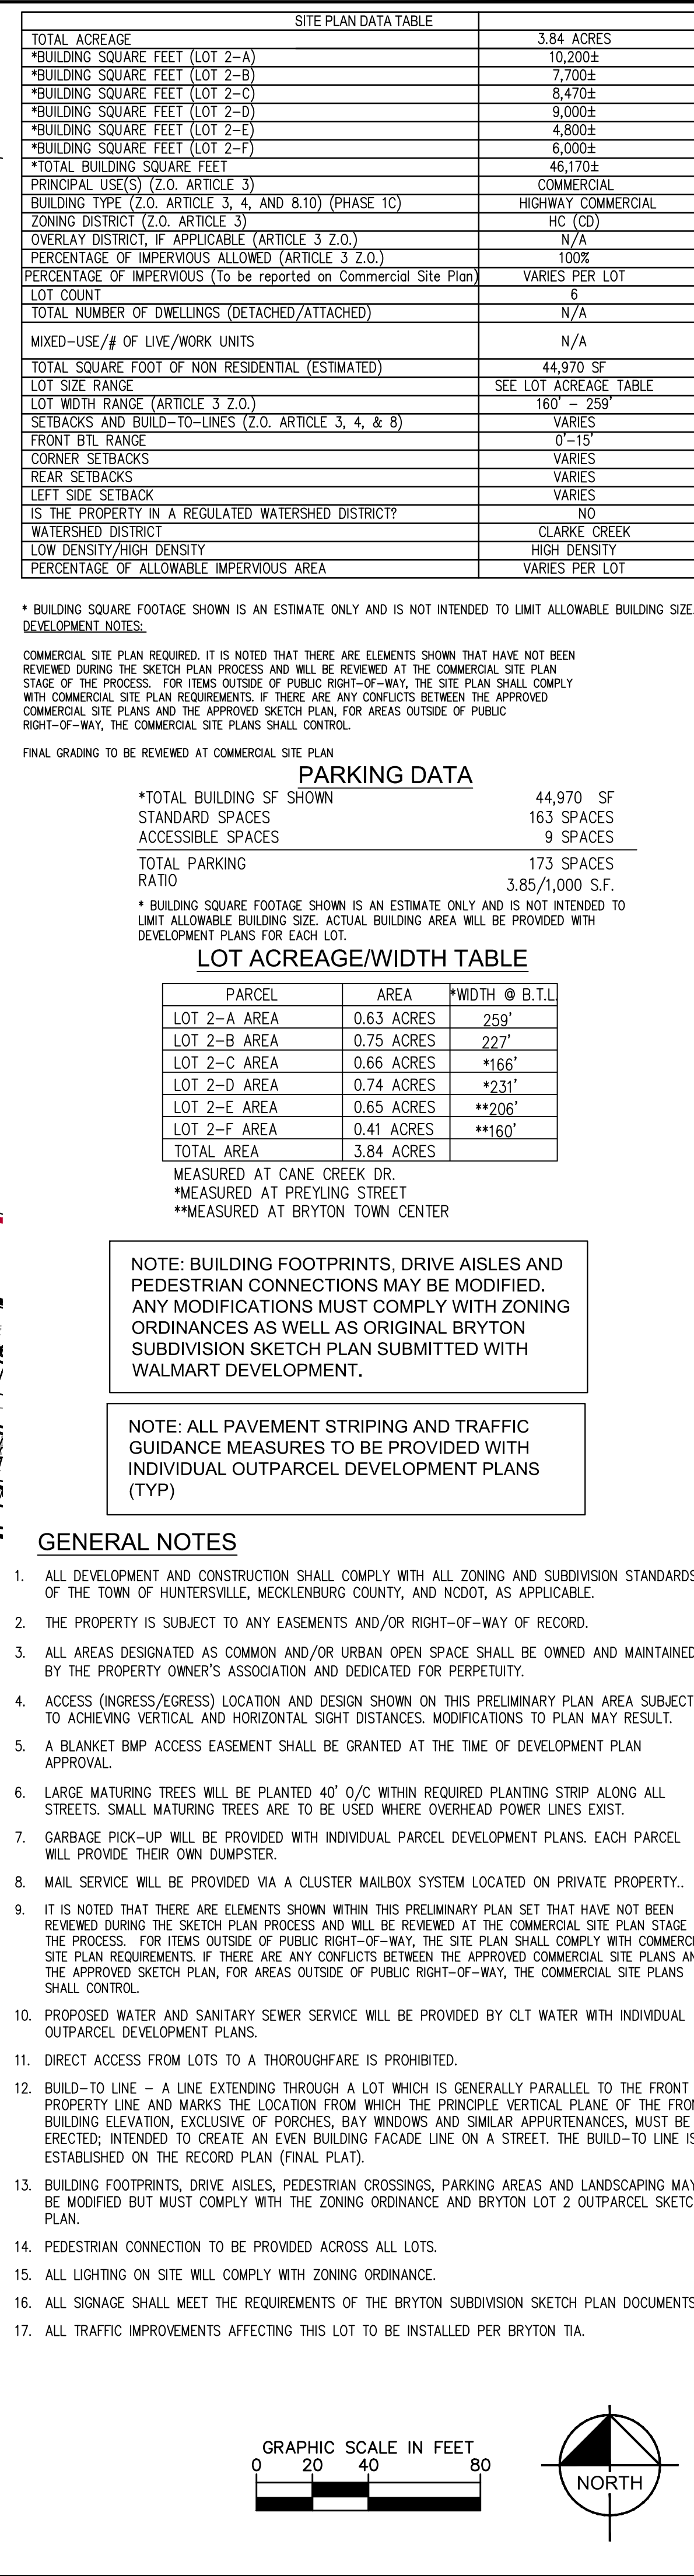 SITE PLAN DATA TABLE
TOTAL ACREAGE 3.84 ACRES
*BUILDING SQUARE FEET (LOT 2-A) 10,200±
*BUILDING SQUARE FEET (LOT 2-B) 7,700±
*BUILDING SQUARE FEET (LOT 2-C) 8,470±
*BUILDING SQUARE FEET (LOT 2-D) 9,000±
*BUILDING SQUARE FEET (LOT 2-E) 4,800±
*BUILDING SQUARE FEET (LOT 2-F) 6,000±
*TOTAL BUILDING SQUARE FEET 46,170±
PRINCIPAL USE(S) (Z.O. ARTICLE 3) COMMERCIAL
BUILDING TYPE (Z.O. ARTICLE 3, 4, AND 8.10) (PHASE 1C) HIGHWAY COMMERCIAL
ZONING DISTRICT (Z.O. ARTICLE 3) HC (CD)
OVERLAY DISTRICT, IF APPLICABLE (ARTICLE 3 Z.O.) N/A
PERCENTAGE OF IMPERVIOUS ALLOWED (ARTICLE 3 Z.O.) 100%
PERCENTAGE OF IMPERVIOUS (To be reported on Commercial Site Plan) VARIES PER LOT
LOT COUNT 6
TOTAL NUMBER OF DWELLINGS (DETACHED/ATTACHED) N/A
MIXED-USE/# OF LIVE/WORK UNITS N/A
TOTAL SQUARE FOOT OF NON RESIDENTIAL (ESTIMATED) 44,970 SF
LOT SIZE RANGE SEE LOT ACREAGE TABLE
LOT WIDTH RANGE (ARTICLE 3 Z.O.) 160' - 259'
SETBACKS AND BUILD-TO-LINES (Z.O. ARTICLE 3, 4, & 8) VARIES
FRONT BTL RANGE 0'-15'
CORNER SETBACKS VARIES
REAR SETBACKS VARIES
LEFT SIDE SETBACK VARIES
IS THE PROPERTY IN A REGULATED WATERSHED DISTRICT? NO
WATERSHED DISTRICT CLARKE CREEK
LOW DENSITY/HIGH DENSITY HIGH DENSITY
PERCENTAGE OF ALLOWABLE IMPERVIOUS AREA VARIES PER LOT
* BUILDING SQUARE FOOTAGE SHOWN IS AN ESTIMATE ONLY AND IS NOT INTENDED TO LIMIT ALLOWABLE BUILDING SIZE.
DEVELOPMENT NOTES:
COMMERCIAL SITE PLAN REQUIRED. IT IS NOTED THAT THERE ARE ELEMENTS SHOWN THAT HAVE NOT BEEN
REVIEWED DURING THE SKETCH PLAN PROCESS AND WILL BE REVIEWED AT THE COMMERCIAL SITE PLAN
STAGE OF THE PROCESS. FOR ITEMS OUTSIDE OF PUBLIC RIGHT-OF-WAY, THE SITE PLAN SHALL COMPLY
WITH COMMERCIAL SITE PLAN REQUIREMENTS. IF THERE ARE ANY CONFLICTS BETWEEN THE APPROVED
COMMERCIAL SITE PLANS AND THE APPROVED SKETCH PLAN, FOR AREAS OUTSIDE OF PUBLIC
RIGHT-OF-WAY, THE COMMERCIAL SITE PLANS SHALL CONTROL.
FINAL GRADING TO BE REVIEWED AT COMMERCIAL SITE PLAN
PARKING DATA
*TOTAL BUILDING SF SHOWN 44,970 SF
STANDARD SPACES 163 SPACES
ACCESSIBLE SPACES 9 SPACES
TOTAL PARKING 173 SPACES
RATIO 3.85/1,000 S.F.
* BUILDING SQUARE FOOTAGE SHOWN IS AN ESTIMATE ONLY AND IS NOT INTENDED TO
LIMIT ALLOWABLE BUILDING SIZE. ACTUAL BUILDING AREA WILL BE PROVIDED WITH
DEVELOPMENT PLANS FOR EACH LOT.
LOT ACREAGE/WIDTH TABLE
PARCEL AREA *WIDTH @ B.T.L.
LOT 2-A AREA 0.63 ACRES 259'
LOT 2-B AREA 0.75 ACRES 227'
LOT 2-C AREA 0.66 ACRES *166'
LOT 2-D AREA 0.74 ACRES *231'
LOT 2-E AREA 0.65 ACRES **206'
LOT 2-F AREA 0.41 ACRES **160'
TOTAL AREA 3.84 ACRES
MEASURED AT CANE CREEK DR.
*MEASURED AT PREYLING STREET
**MEASURED AT BRYTON TOWN CENTER
NOTE: BUILDING FOOTPRINTS, DRIVE AISLES AND
PEDESTRIAN CONNECTIONS MAY BE MODIFIED.
ANY MODIFICATIONS MUST COMPLY WITH ZONING
ORDINANCES AS WELL AS ORIGINAL BRYTON
SUBDIVISION SKETCH PLAN SUBMITTED WITH
WALMART DEVELOPMENT.
NOTE: ALL PAVEMENT STRIPING AND TRAFFIC
GUIDANCE MEASURES TO BE PROVIDED WITH
INDIVIDUAL OUTPARCEL DEVELOPMENT PLANS
(TYP)
GENERAL NOTES
1. ALL DEVELOPMENT AND CONSTRUCTION SHALL COMPLY WITH ALL ZONING AND SUBDIVISION STANDARDS
OF THE TOWN OF HUNTERSVILLE, MECKLENBURG COUNTY, AND NCDOT, AS APPLICABLE.
2. THE PROPERTY IS SUBJECT TO ANY EASEMENTS AND/OR RIGHT-OF-WAY OF RECORD.
3. ALL AREAS DESIGNATED AS COMMON AND/OR URBAN OPEN SPACE SHALL BE OWNED AND MAINTAINED
BY THE PROPERTY OWNER'S ASSOCIATION AND DEDICATED FOR PERPETUITY.
4. ACCESS (INGRESS/EGRESS) LOCATION AND DESIGN SHOWN ON THIS PRELIMINARY PLAN AREA SUBJECT
TO ACHIEVING VERTICAL AND HORIZONTAL SIGHT DISTANCES. MODIFICATIONS TO PLAN MAY RESULT.
5. A BLANKET BMP ACCESS EASEMENT SHALL BE GRANTED AT THE TIME OF DEVELOPMENT PLAN
APPROVAL.
6. LARGE MATURING TREES WILL BE PLANTED 40' O/C WITHIN REQUIRED PLANTING STRIP ALONG ALL
STREETS. SMALL MATURING TREES ARE TO BE USED WHERE OVERHEAD POWER LINES EXIST.
7. GARBAGE PICK-UP WILL BE PROVIDED WITH INDIVIDUAL PARCEL DEVELOPMENT PLANS. EACH PARCEL
WILL PROVIDE THEIR OWN DUMPSTER.
8. MAIL SERVICE WILL BE PROVIDED VIA A CLUSTER MAILBOX SYSTEM LOCATED ON PRIVATE PROPERTY..
9. IT IS NOTED THAT THERE ARE ELEMENTS SHOWN WITHIN THIS PRELIMINARY PLAN SET THAT HAVE NOT BEEN
REVIEWED DURING THE SKETCH PLAN PROCESS AND WILL BE REVIEWED AT THE COMMERCIAL SITE PLAN STAGE
THE PROCESS. FOR ITEMS OUTSIDE OF PUBLIC RIGHT-OF-WAY, THE SITE PLAN SHALL COMPLY WITH COMMERCI
SITE PLAN REQUIREMENTS. IF THERE ARE ANY CONFLICTS BETWEEN THE APPROVED COMMERCIAL SITE PLANS AN
THE APPROVED SKETCH PLAN, FOR AREAS OUTSIDE OF PUBLIC RIGHT-OF-WAY, THE COMMERCIAL SITE PLANS
SHALL CONTROL.
10. PROPOSED WATER AND SANITARY SEWER SERVICE WILL BE PROVIDED BY CLT WATER WITH INDIVIDUAL
OUTPARCEL DEVELOPMENT PLANS.
11. DIRECT ACCESS FROM LOTS TO A THOROUGHFARE IS PROHIBITED.
12. BUILD-TO LINE - A LINE EXTENDING THROUGH A LOT WHICH IS GENERALLY PARALLEL TO THE FRONT
PROPERTY LINE AND MARKS THE LOCATION FROM WHICH THE PRINCIPLE VERTICAL PLANE OF THE FRON
BUILDING ELEVATION, EXCLUSIVE OF PORCHES, BAY WINDOWS AND SIMILAR APPURTENANCES, MUST BE
ERECTED; INTENDED TO CREATE AN EVEN BUILDING FACADE LINE ON A STREET. THE BUILD-TO LINE IS
ESTABLISHED ON THE RECORD PLAN (FINAL PLAT).
13. BUILDING FOOTPRINTS, DRIVE AISLES, PEDESTRIAN CROSSINGS, PARKING AREAS AND LANDSCAPING MAY
BE MODIFIED BUT MUST COMPLY WITH THE ZONING ORDINANCE AND BRYTON LOT 2 OUTPARCEL SKETC
PLAN.
14. PEDESTRIAN CONNECTION TO BE PROVIDED ACROSS ALL LOTS.
15. ALL LIGHTING ON SITE WILL COMPLY WITH ZONING ORDINANCE.
16. ALL SIGNAGE SHALL MEET THE REQUIREMENTS OF THE BRYTON SUBDIVISION SKETCH PLAN DOCUMENTS
17. ALL TRAFFIC IMPROVEMENTS AFFECTING THIS LOT TO BE INSTALLED PER BRYTON TIA.
GRAPHIC SCALE IN FEET
0 20 40 80
NORTH